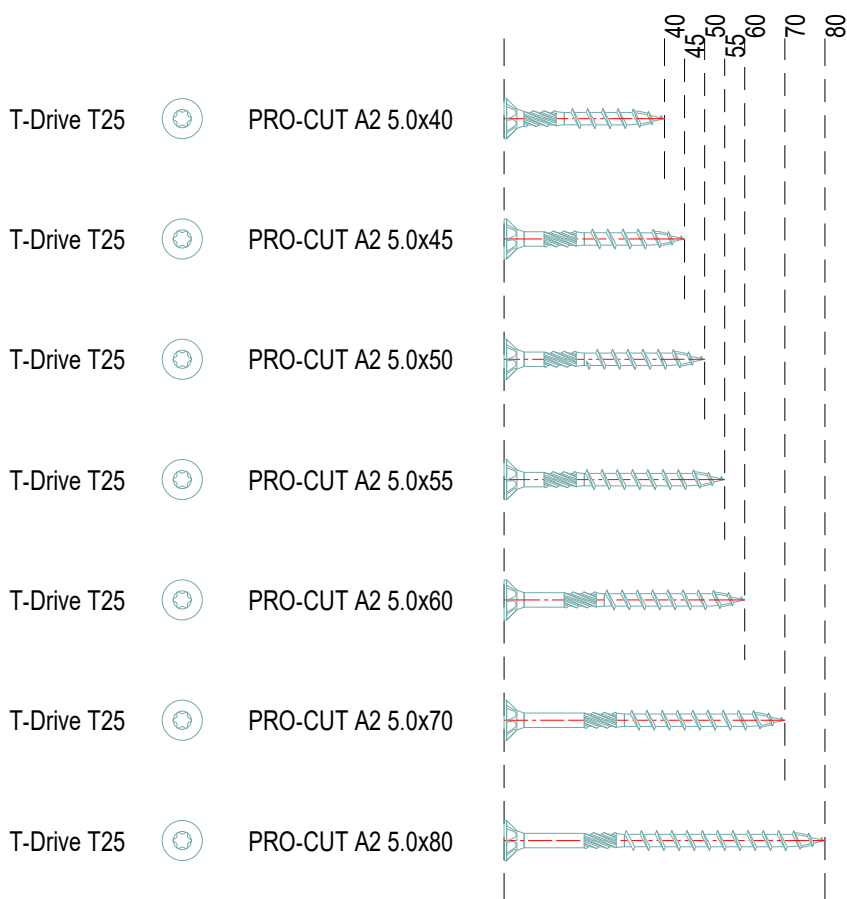 40
45
50
55
60
70
80
T-Drive T25 PRO-CUT A2 5.0x40
T-Drive T25 PRO-CUT A2 5.0x45
T-Drive T25 PRO-CUT A2 5.0x50
T-Drive T25 PRO-CUT A2 5.0x55
T-Drive T25 PRO-CUT A2 5.0x60
T-Drive T25 PRO-CUT A2 5.0x70
T-Drive T25 PRO-CUT A2 5.0x80